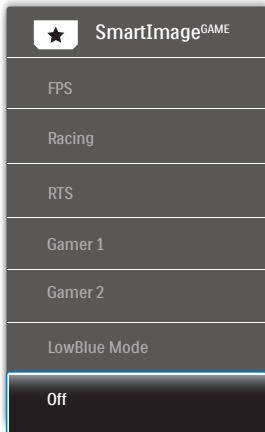 SmartImageGAME
FPS
Racing
RTS
Gamer 1
Gamer 2
LowBlue Mode
Off